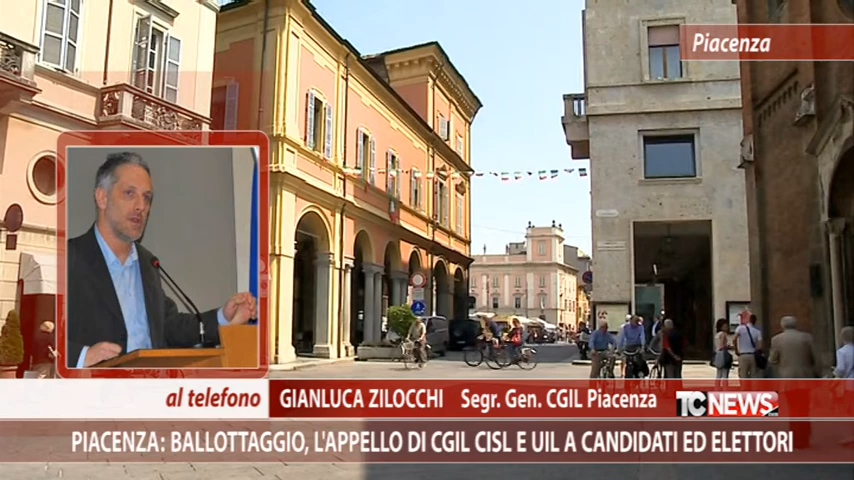 Piacenza
al telefono GIANLUCA ZILOCCHI Segr. Gen. CGIL Piacenza TCNEWS.com
PIACENZA: BALLOTTAGGIO, L'APPELLO DI CGIL CISL E UIL A CANDIDATI ED ELETTORI